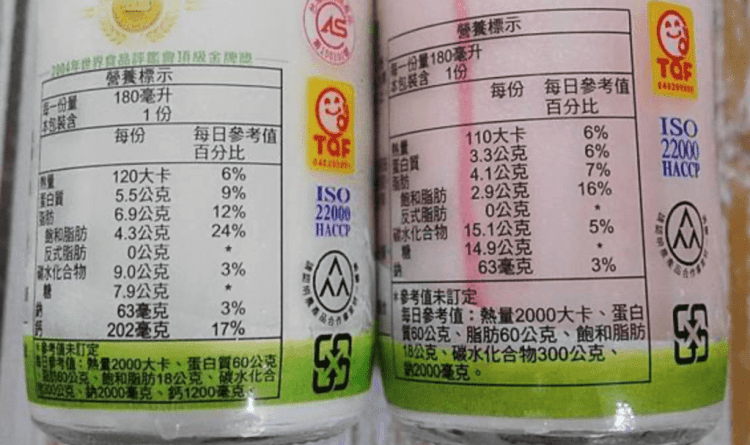 2004年世界食品評鑑會頂級金牌獎
營養標示
每一份量 180毫升
本包裝含 1份
每份 每日參考值百分比
熱量 120大卡 6%
蛋白質 5.5公克 9%
脂肪 6.9公克 12%
飽和脂肪 4.3公克 24%
反式脂肪 0公克 *
碳水化合物 9.0公克 3%
糖 7.9公克 *
鈉 63毫克 3%
鈣 202毫克 17%
*參考值未訂定
每日參考值：熱量2000大卡、蛋白質60公克
、脂肪60公克、飽和脂肪18公克、碳水化合
物300公克、鈉2000毫克、鈣1200毫克。
AS
TQF
ISO
22000
HACCP
營養標示
每一份量180毫升
本包裝含 1份
每份 每日參考值百分比
熱量 110大卡 6%
蛋白質 3.3公克 6%
脂肪 4.1公克 7%
飽和脂肪 2.9公克 16%
反式脂肪 0公克 *
碳水化合物 15.1公克 5%
糖 14.9公克 *
鈉 63毫克 3%
*參考值未訂定
每日參考值：熱量2000大卡、蛋白
質60公克、脂肪60公克、飽和脂肪
18公克、碳水化合物300公克、
鈉2000毫克。
TQF
ISO
22000
HACCP